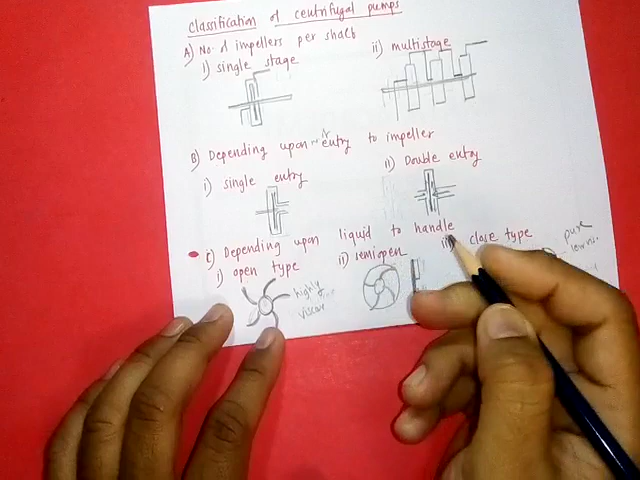 Classification of centrifugal pumps
A) No. of impellers per shaft
i) single stage
ii) multistage
B) Depending upon entry to impeller
i) single entry
ii) Double entry
C) Depending upon liquid to handle
i) open type
ii) semiopen
iii) close type
highly
viscous
pure